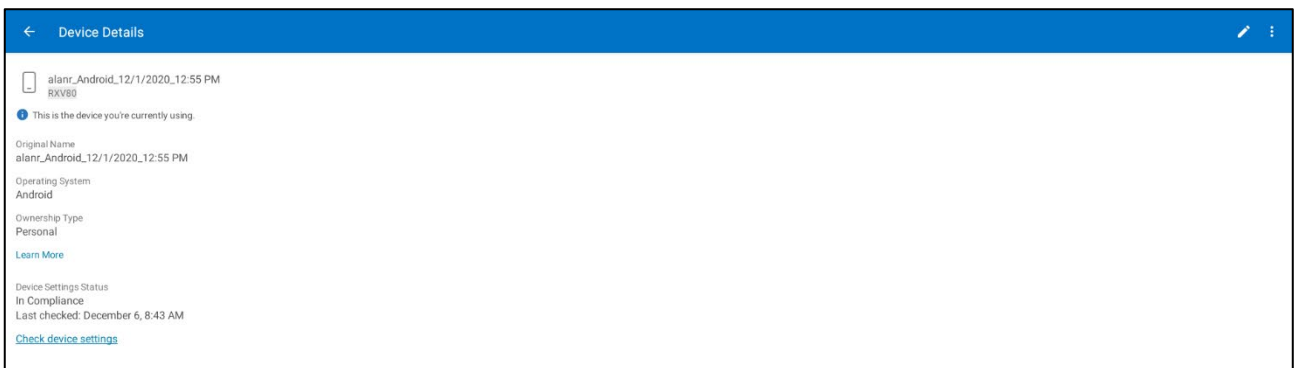 Device Details
alanr_Android_12/1/2020_12:55 PM
RXV80
This is the device you're currently using.
Original Name
alanr_Android_12/1/2020_12:55 PM
Operating System
Android
Ownership Type
Personal
Learn More
Device Settings Status
In Compliance
Last checked: December 6, 8:43 AM
Check device settings